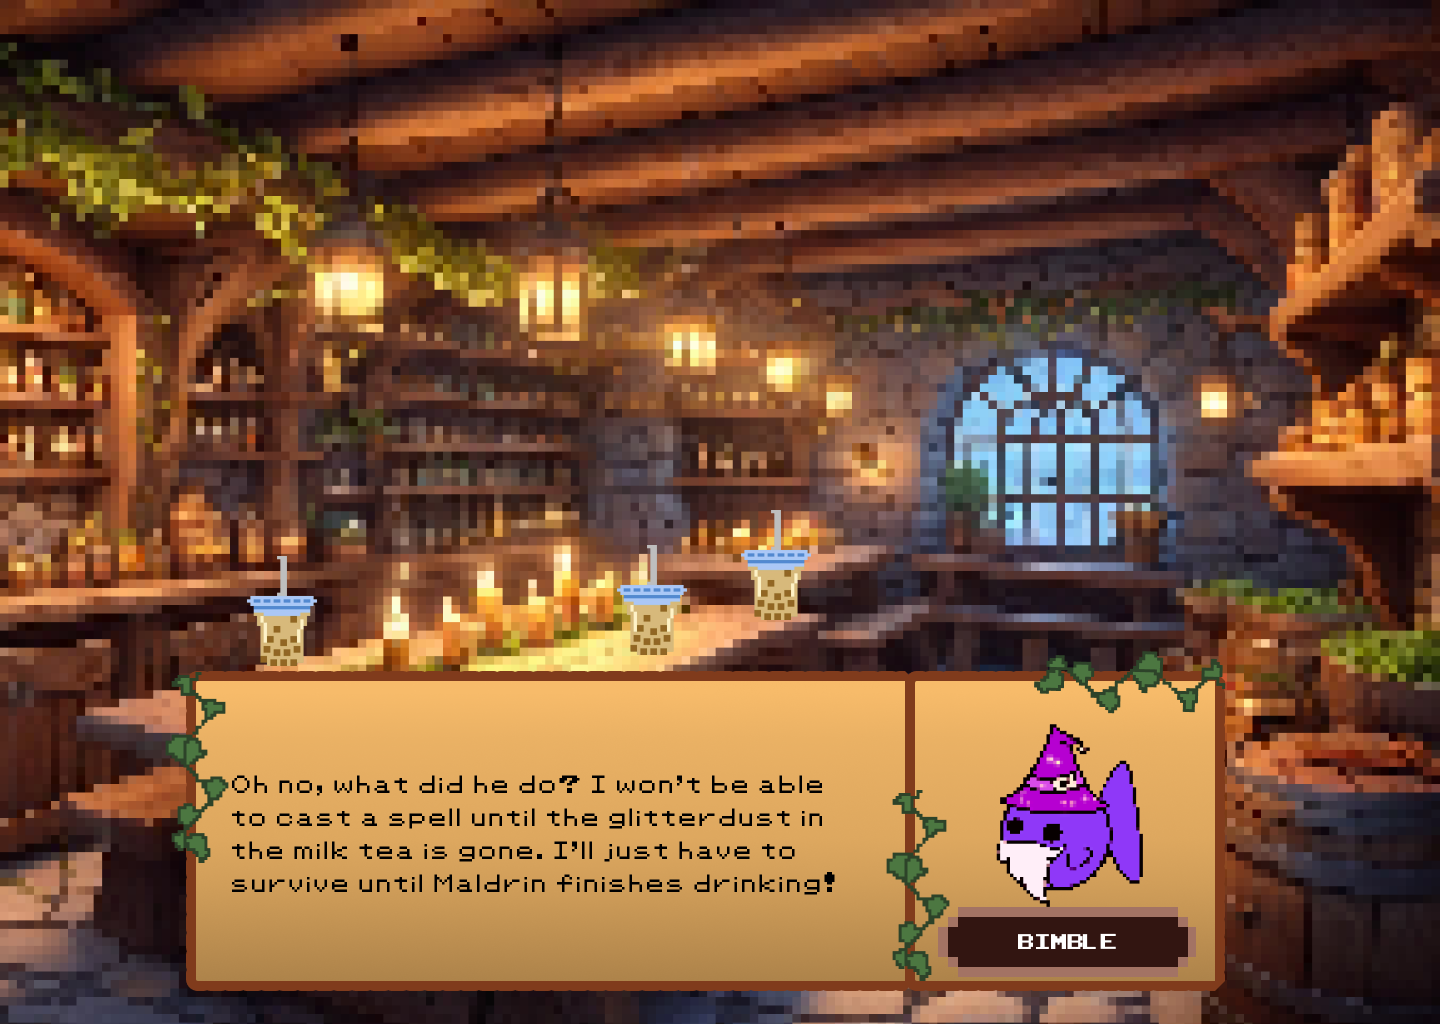 Oh no, what did he do? I won't be able
to cast a spell until the glitterdust in
the milk tea is gone. I'll just have to
survive until Maldrin finishes drinking!
BIMBLE